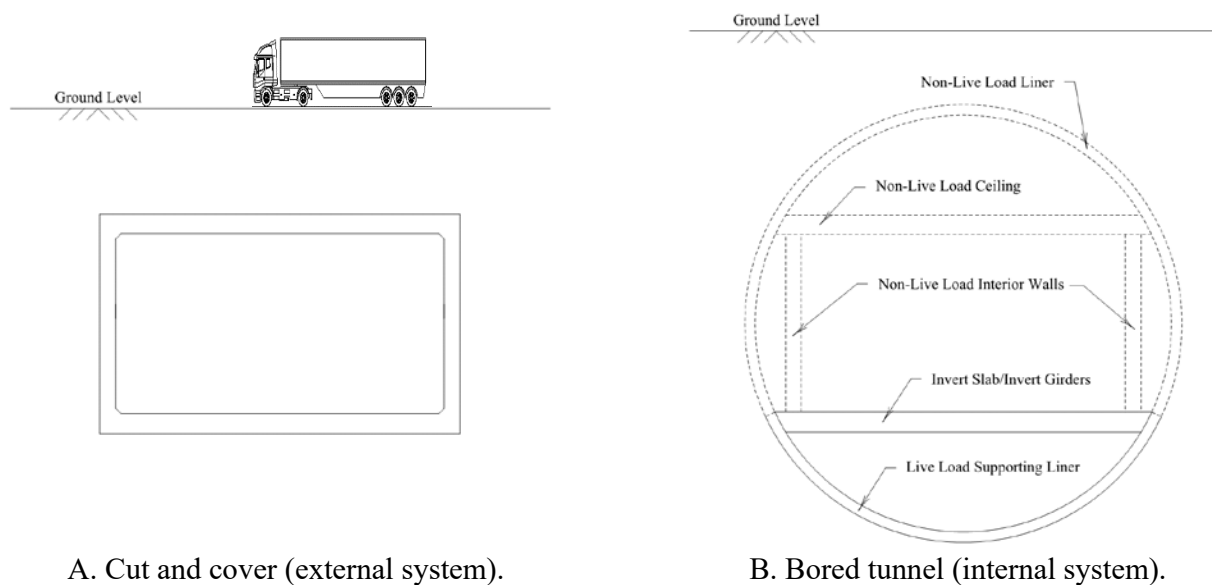 Ground Level
Ground Level
Non-Live Load Liner
Non-Live Load Ceiling
Non-Live Load Interior Walls
Invert Slab/Invert Girders
Live Load Supporting Liner
A. Cut and cover (external system).
B. Bored tunnel (internal system).